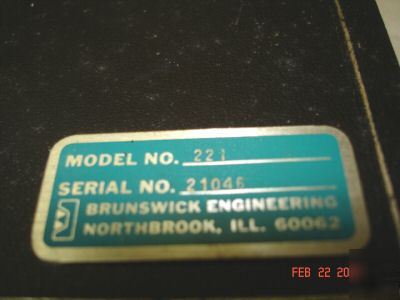 MODEL NO. 221
SERIAL NO. 21046
BRUNSWICK ENGINEERING
NORTHBROOK, ILL. 60062
FEB 22 20